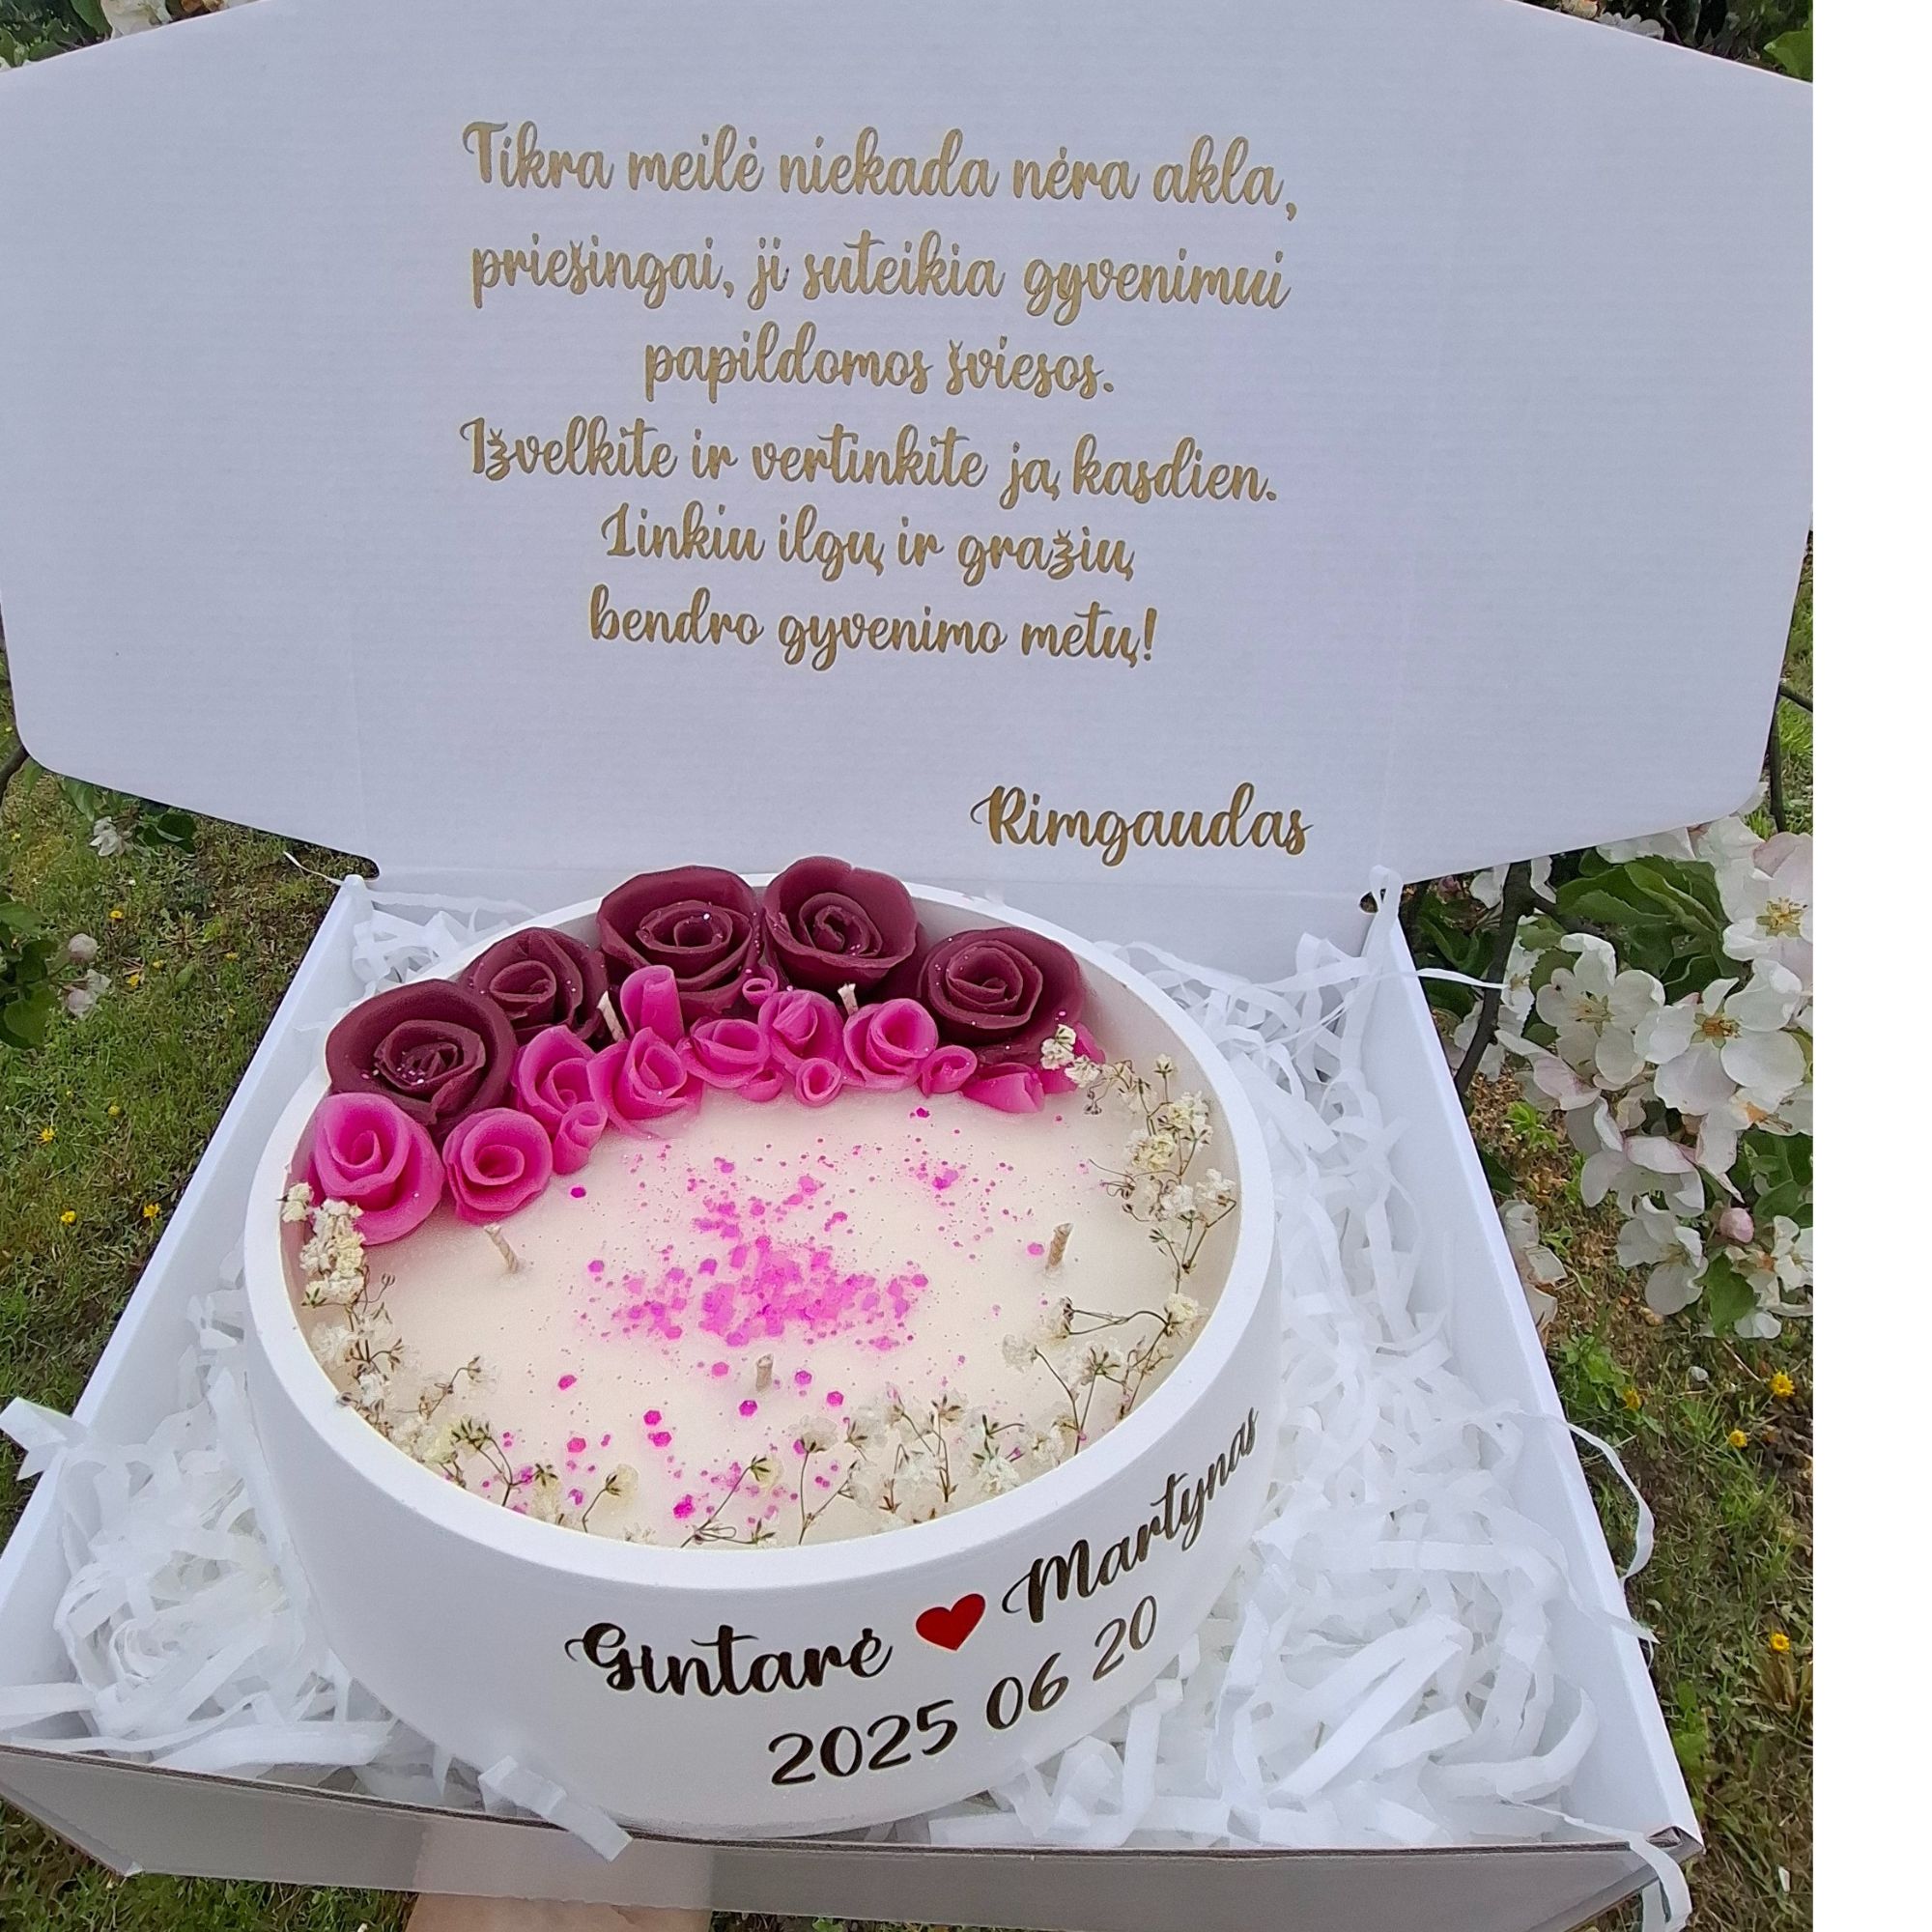 Tikra meilė niekada nėra akla,
priešingai, ji suteikia gyvenimui
papildomos šviesos.
Ižvelkite ir vertinkite ją kasdien.
Linkiu ilgų ir gražių
bendro gyvenimo metų!
Rimgaudas
Gintarė ❤ Martynas
2025 06 20